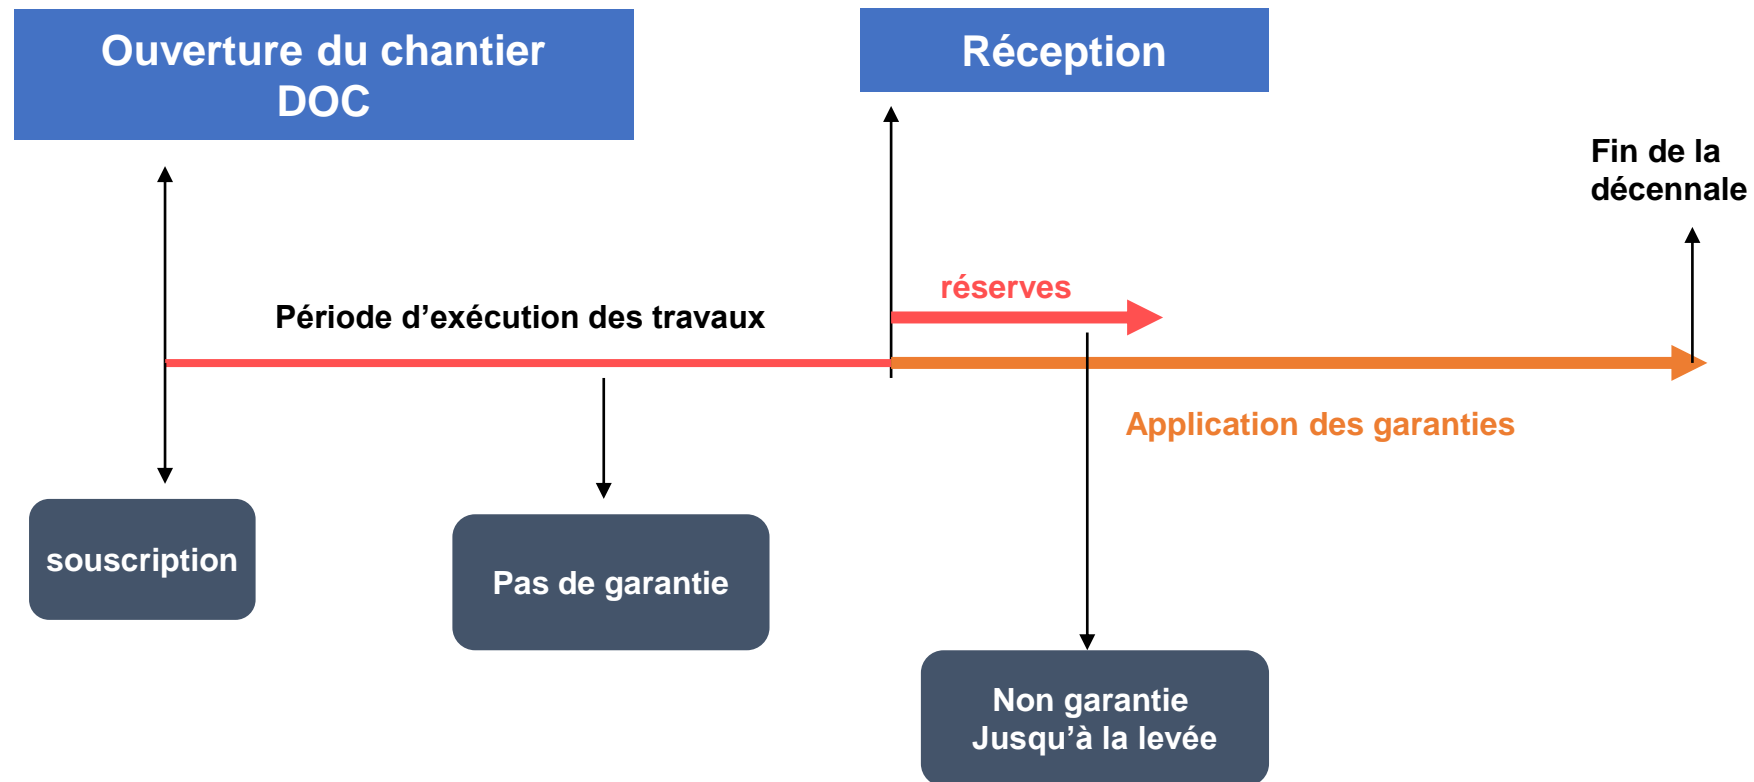 Ouverture du chantier
DOC
Réception
Fin de la
décennale
réserves
Période d’exécution des travaux
Application des garanties
souscription
Pas de garantie
Non garantie
Jusqu’à la levée